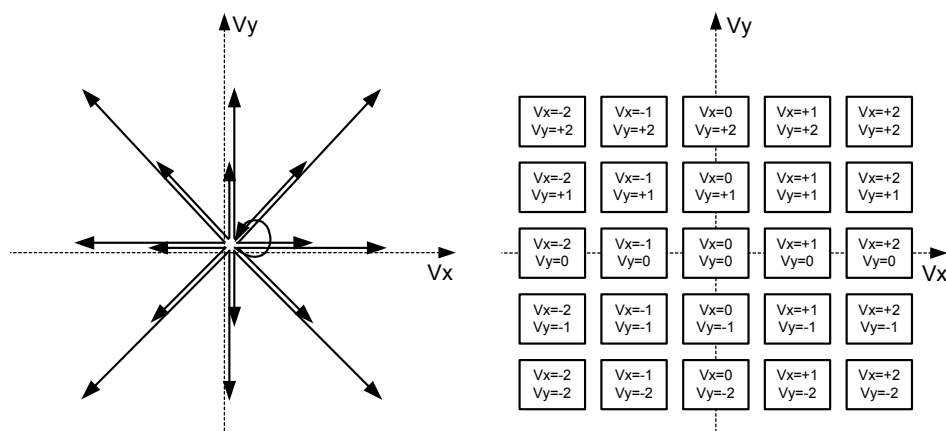 Vy
Vx
Vy
Vx=-2
Vy=+2
Vx=-1
Vy=+2
Vx=0
Vy=+2
Vx=+1
Vy=+2
Vx=+2
Vy=+2
Vx=-2
Vy=+1
Vx=-1
Vy=+1
Vx=0
Vy=+1
Vx=+1
Vy=+1
Vx=+2
Vy=+1
Vx=-2
Vy=0
Vx=-1
Vy=0
Vx=0
Vy=0
Vx=+1
Vy=0
Vx=+2
Vy=0
Vx
Vx=-2
Vy=-1
Vx=-1
Vy=-1
Vx=0
Vy=-1
Vx=+1
Vy=-1
Vx=+2
Vy=-1
Vx=-2
Vy=-2
Vx=-1
Vy=-2
Vx=0
Vy=-2
Vx=+1
Vy=-2
Vx=+2
Vy=-2